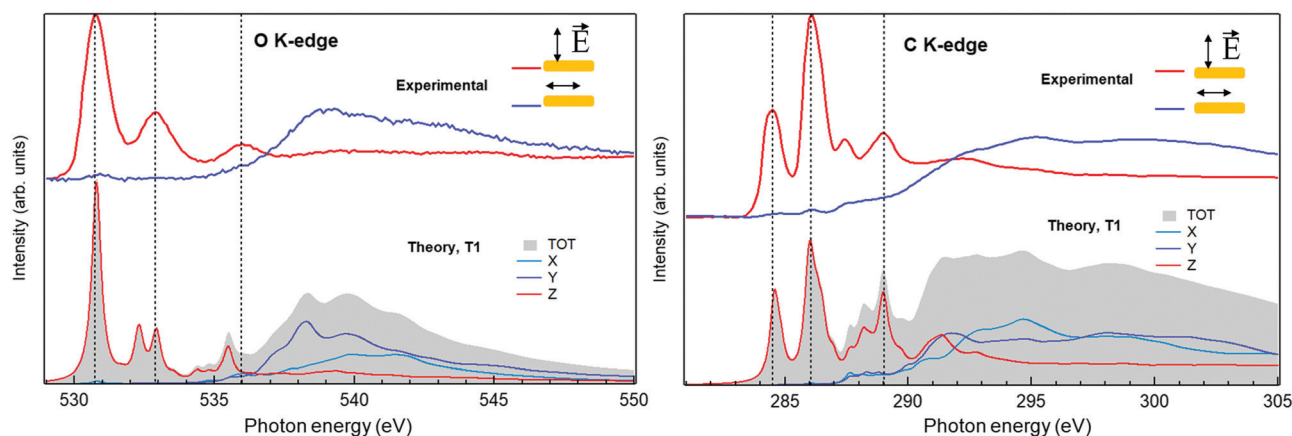 O K-edge
E
Experimental
Theory, T1
TOT
X
Y
Z
Intensity (arb. units)
530 535 540 545 550
Photon energy (eV)
C K-edge
E
Experimental
Theory, T1
TOT
X
Y
Z
Intensity (arb. units)
285 290 295 300 305
Photon energy (eV)